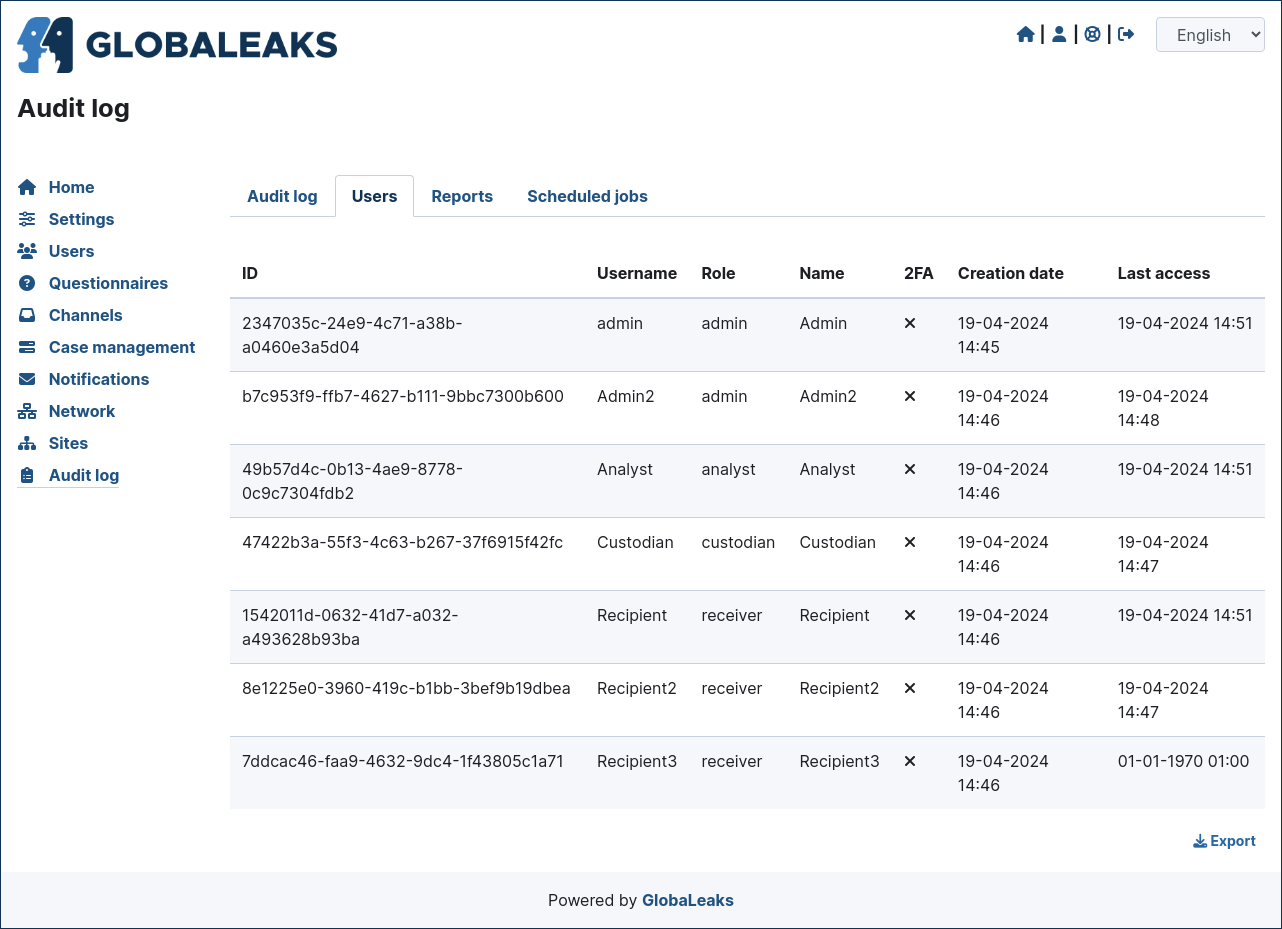 GLOBALEAKS
| | | English
Audit log
Home
Settings
Users
Questionnaires
Channels
Case management
Notifications
Network
Sites
Audit log
Audit log Users Reports Scheduled jobs
ID Username Role Name 2FA Creation date Last access
2347035c-24e9-4c71-a38b- admin admin Admin 19-04-2024 19-04-2024 14:51
a0460e3a5d04 14:45
b7c953f9-ffb7-4627-b111-9bbc7300b600 Admin2 admin Admin2 19-04-2024 19-04-2024
14:46 14:48
49b57d4c-0b13-4ae9-8778- Analyst analyst Analyst 19-04-2024 19-04-2024 14:51
0c9c7304fdb2 14:46
47422b3a-55f3-4c63-b267-37f6915f42fc Custodian custodian Custodian 19-04-2024 19-04-2024
14:46 14:47
1542011d-0632-41d7-a032- Recipient receiver Recipient 19-04-2024 19-04-2024 14:51
a493628b93ba 14:46
8e1225e0-3960-419c-b1bb-3bef9b19dbea Recipient2 receiver Recipient2 19-04-2024 19-04-2024
14:46 14:47
7ddcac46-faa9-4632-9dc4-1f43805c1a71 Recipient3 receiver Recipient3 19-04-2024 01-01-1970 01:00
14:46
Export
Powered by GlobaLeaks